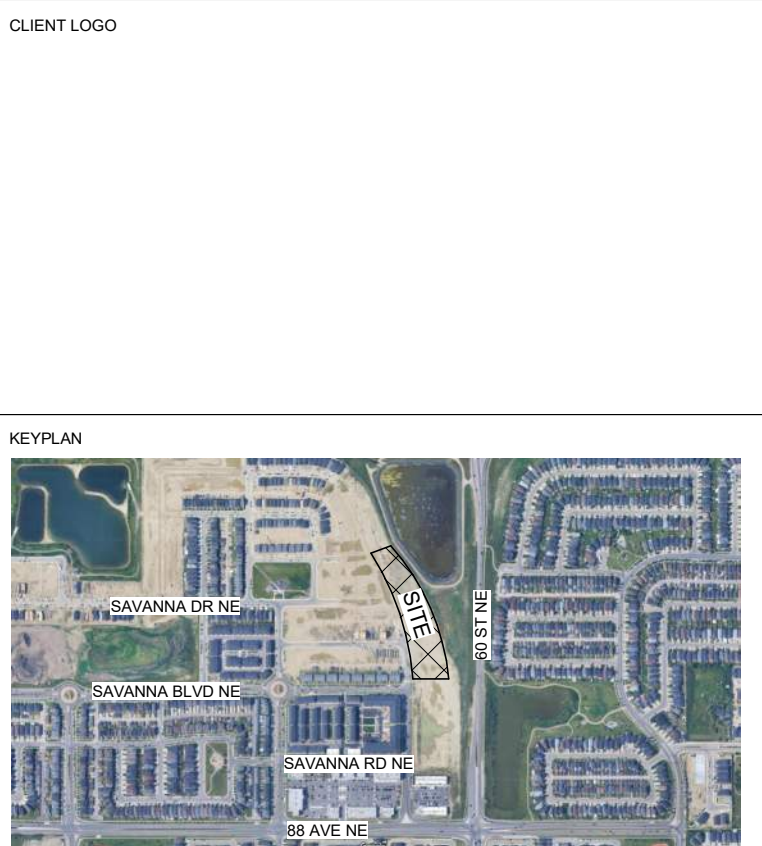 CLIENT LOGO
KEYPLAN
SITE
60 ST NE
SAVANNA DR NE
SAVANNA BLVD NE
SAVANNA RD NE
88 AVE NE